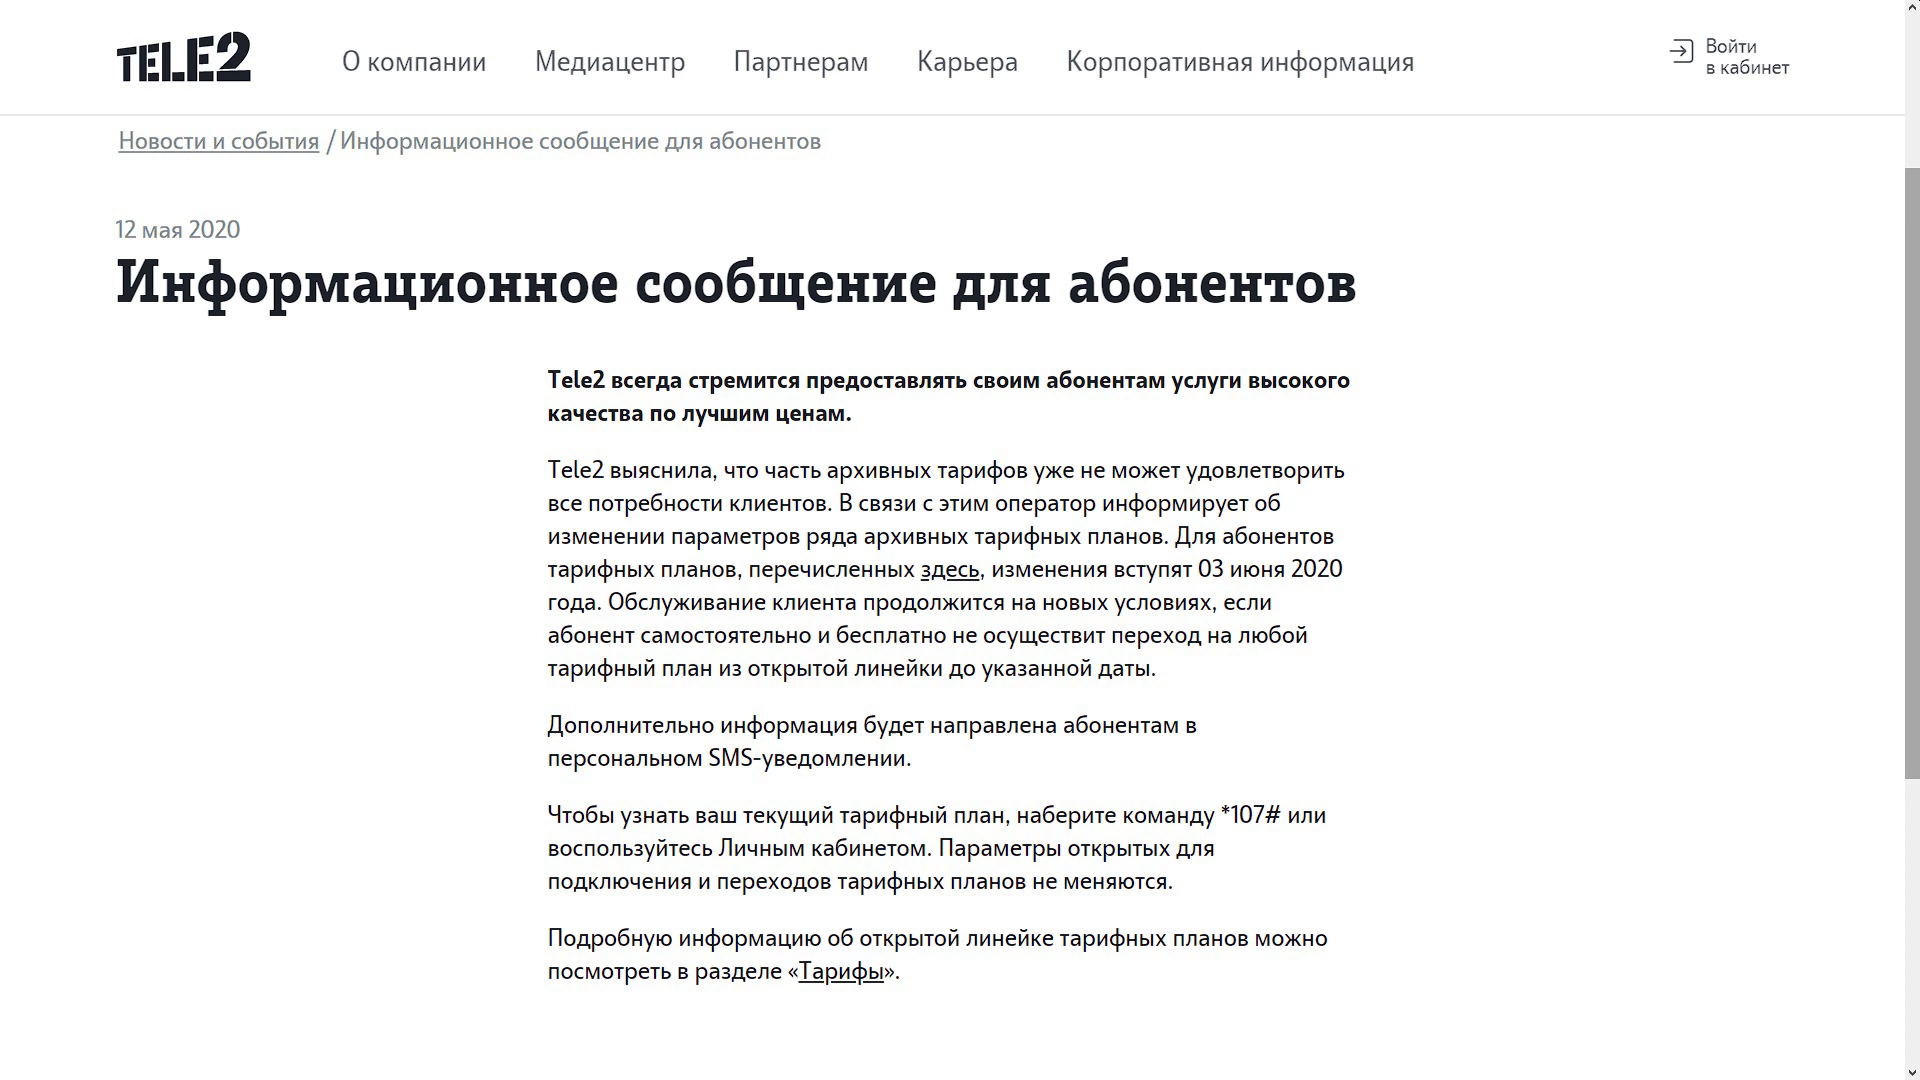 TELE2
О компании
Медиацентр
Партнерам
Карьера
Корпоративная информация
Войти
в кабинет
Новости и события / Информационное сообщение для абонентов
12 мая 2020
Информационное сообщение для абонентов
Tele2 всегда стремится предоставлять своим абонентам услуги высокого
качества по лучшим ценам.
Tele2 выяснила, что часть архивных тарифов уже не может удовлетворить
все потребности клиентов. В связи с этим оператор информирует об
изменении параметров ряда архивных тарифных планов. Для абонентов
тарифных планов, перечисленных здесь, изменения вступят 03 июня 2020
года. Обслуживание клиента продолжится на новых условиях, если
абонент самостоятельно и бесплатно не осуществит переход на любой
тарифный план из открытой линейки до указанной даты.
Дополнительно информация будет направлена абонентам в
персональном SMS-уведомлении.
Чтобы узнать ваш текущий тарифный план, наберите команду *107# или
воспользуйтесь Личным кабинетом. Параметры открытых для
подключения и переходов тарифных планов не меняются.
Подробную информацию об открытой линейке тарифных планов можно
посмотреть в разделе «Тарифы».